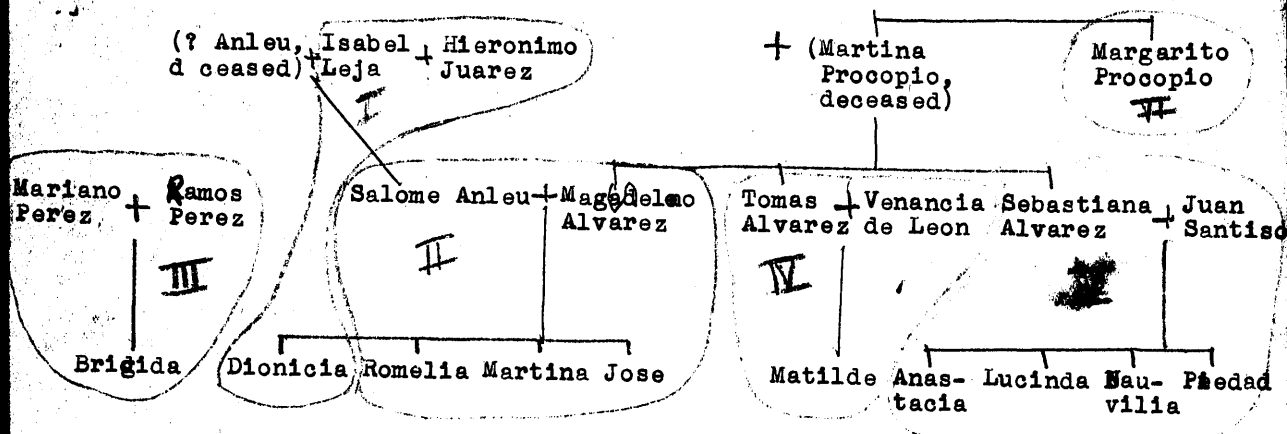 (? Anleu, + Isabel + Hieronimo
d ceased) Leja Juarez
I
+ (Martina
Procopio,
deceased)
Margarito
Procopio
VI
Mariano + Ramos
Perez, Perez
III
Salome Anleu + Alvarez
II
Tomas + Venancia
Alvarez de Leon
IV
Sebastiana + Juan
Alvarez Santiso
Brigida
Dionicia Romelia Martina Jose
Matilde
Anas- Lucinda Nau- Piedad
tacia vilia